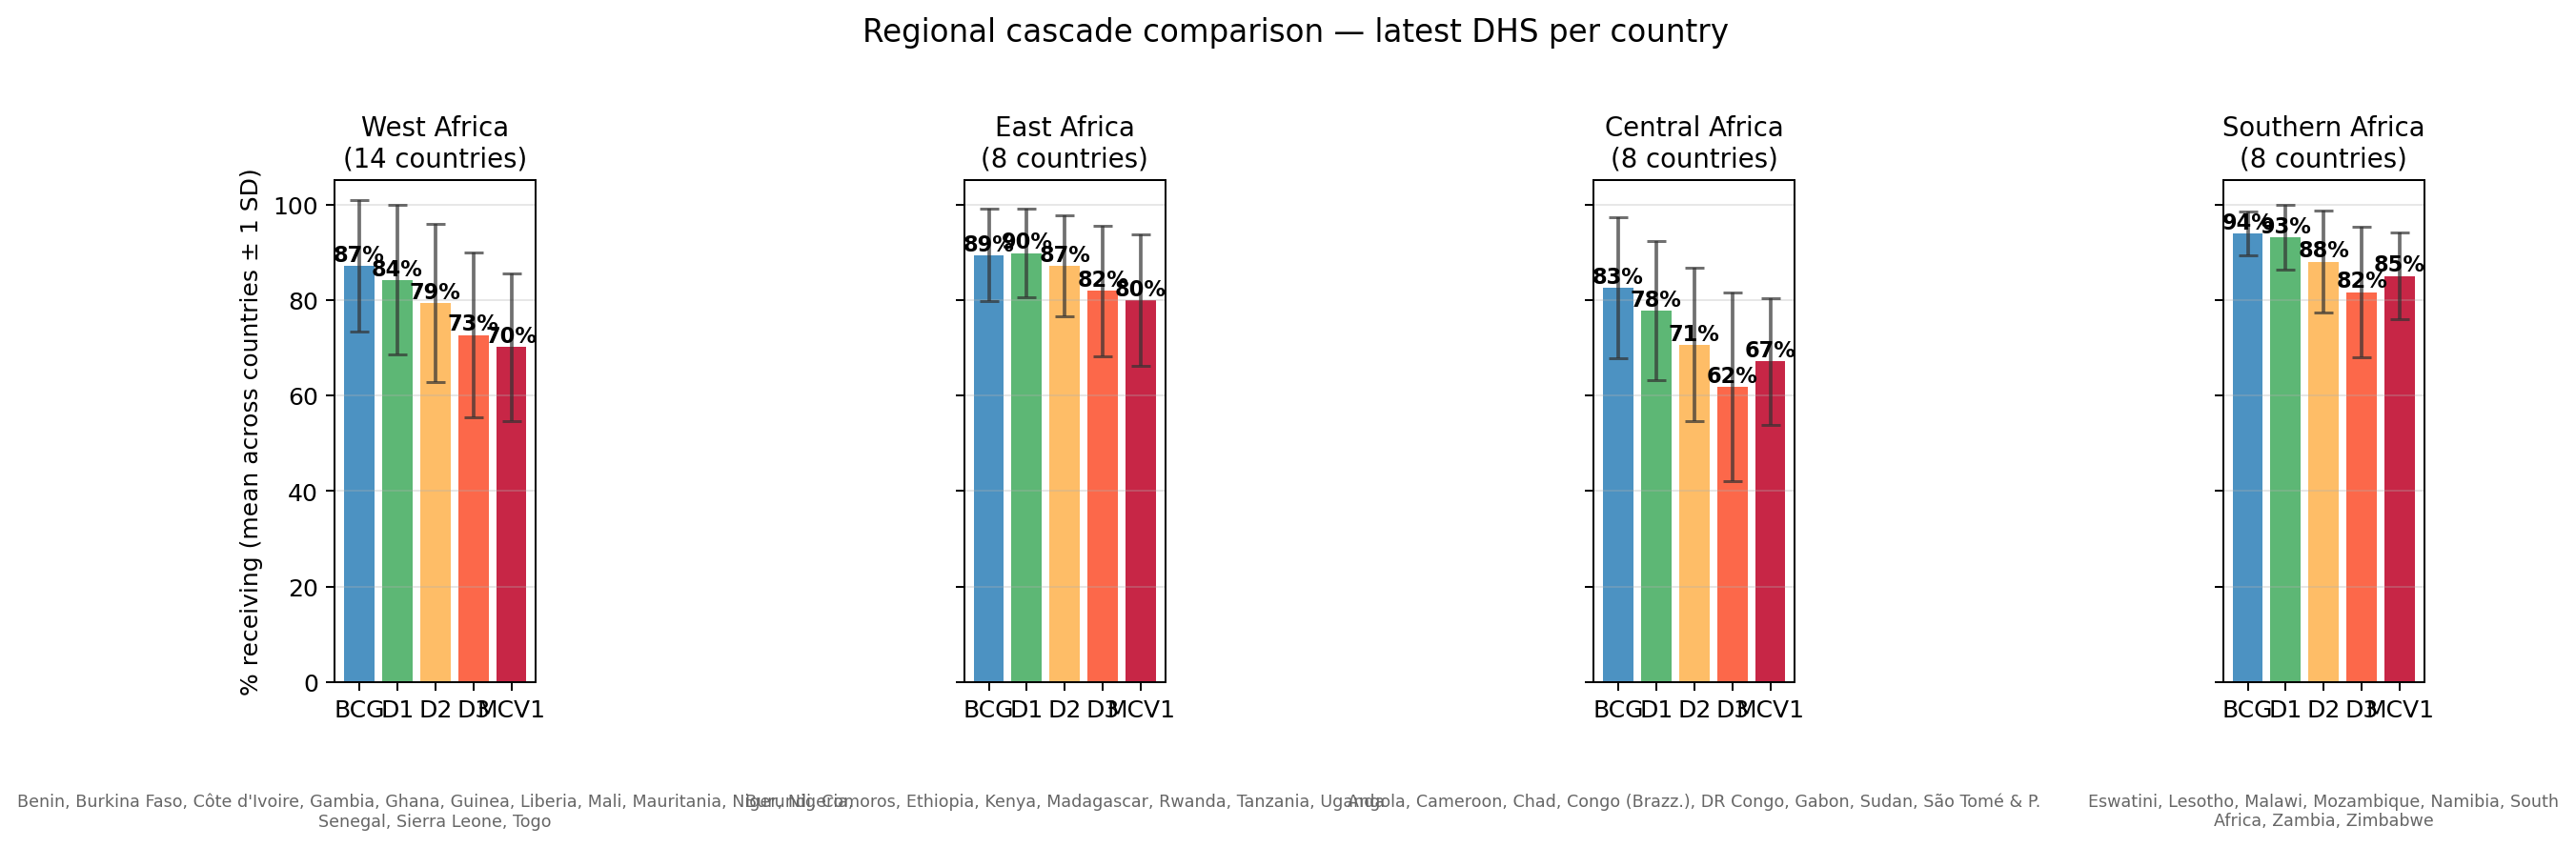 Regional cascade comparison — latest DHS per country
West Africa
(14 countries)
East Africa
(8 countries)
Central Africa
(8 countries)
Southern Africa
(8 countries)
% receiving (mean across countries ± 1 SD)
100
80
60
40
20
0
87%
84%
79%
73%
70%
BCG
D1
D2
D3
MCV1
89%
90%
87%
82%
80%
BCG
D1
D2
D3
MCV1
83%
78%
71%
62%
67%
BCG
D1
D2
D3
MCV1
94%
93%
88%
82%
85%
BCG
D1
D2
D3
MCV1
Benin, Burkina Faso, Côte d'Ivoire, Gambia, Ghana, Guinea, Liberia, Mali, Mauritania, Niger, Nigeria,
Senegal, Sierra Leone, Togo
Burundi, Comoros, Ethiopia, Kenya, Madagascar, Rwanda, Tanzania, Uganda
Angola, Cameroon, Chad, Congo (Brazz.), DR Congo, Gabon, Sudan, São Tomé & P.
Eswatini, Lesotho, Malawi, Mozambique, Namibia, South
Africa, Zambia, Zimbabwe